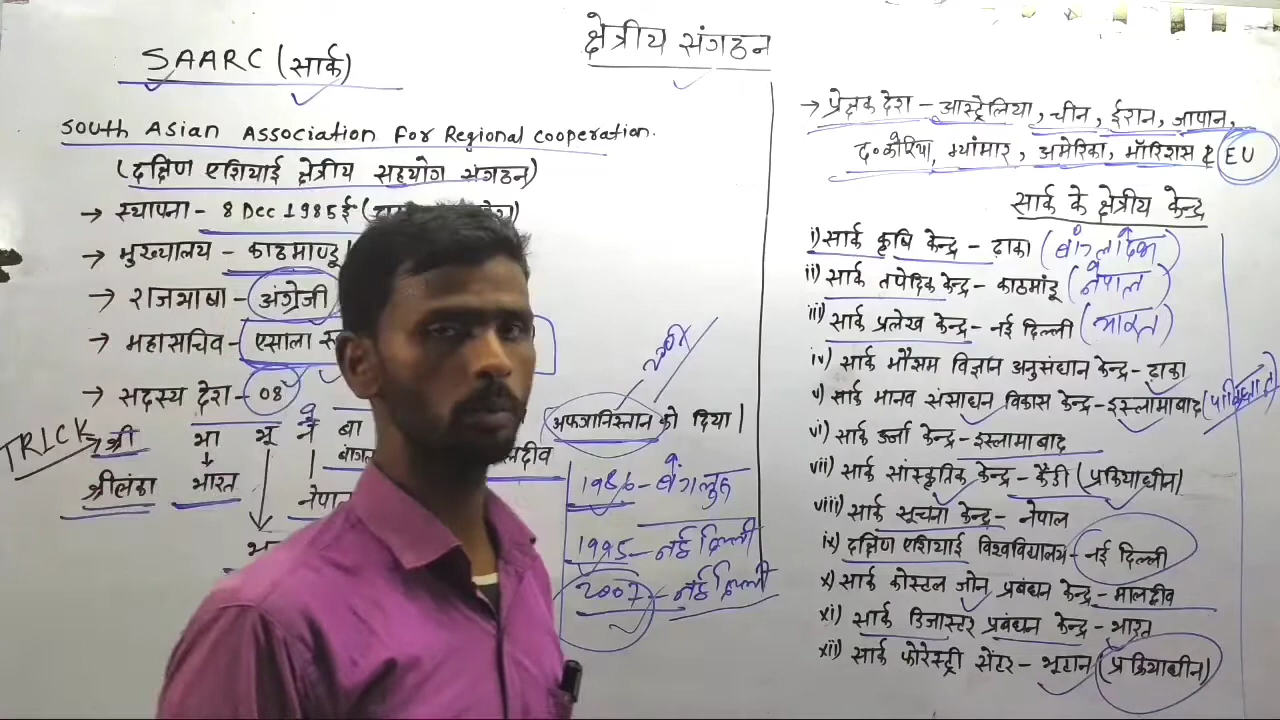 क्षेत्रीय संगठन
SAARC (सार्क)
South Asian Association For Regional cooperation.
(दक्षिण एशियाई क्षेत्रीय सहयोग संगठन)
→ स्थापना - 8 Dec 1985ई
→ मुख्यालय - काठमाण्डू
→ राजभाषा - अंग्रेजी
→ महासचिव - एसाला
→ सदस्य देश - 08
TRICK
श्री भा भू ने बा
श्रीलंका भारत
नेपाल
अफगानिस्तान को दिया।
1986 - बेंगलुरु
1995 - नई दिल्ली
2007 - नई दिल्ली
→ प्रेक्षक देश - आस्ट्रेलिया, चीन, ईरान, जापान,
द॰ कोरिया, म्यांमार, अमेरिका, मॉरिशस & EU
सार्क के क्षेत्रीय केन्द्र
i) सार्क कृषि केन्द्र - ढ़ाका (बांग्लादेश)
ii) सार्क तपेदिक केन्द्र - काठमांडू (नेपाल)
iii) सार्क प्रलेख केन्द्र - नई दिल्ली (भारत)
iv) सार्क मौसम विज्ञान अनुसंधान केन्द्र - ढाका
v) सार्क मानव संसाधन विकास केन्द्र - इस्लामाबाद (पाकिस्तान)
vi) सार्क ऊर्जा केन्द्र - इस्लामाबाद
vii) सार्क सांस्कृतिक केन्द्र - कैंडी (प्रक्रियाधीन)
viii) सार्क सूचना केन्द्र - नेपाल
ix) दक्षिण एशियाई विश्वविद्यालय - नई दिल्ली
x) सार्क कोस्टल जोन प्रबंधन केन्द्र - मालदीव
xi) सार्क डिजास्टर प्रबंधन केन्द्र - भारत
xii) सार्क फोरेस्ट्री सेंटर - भूटान (प्रक्रियाधीन)